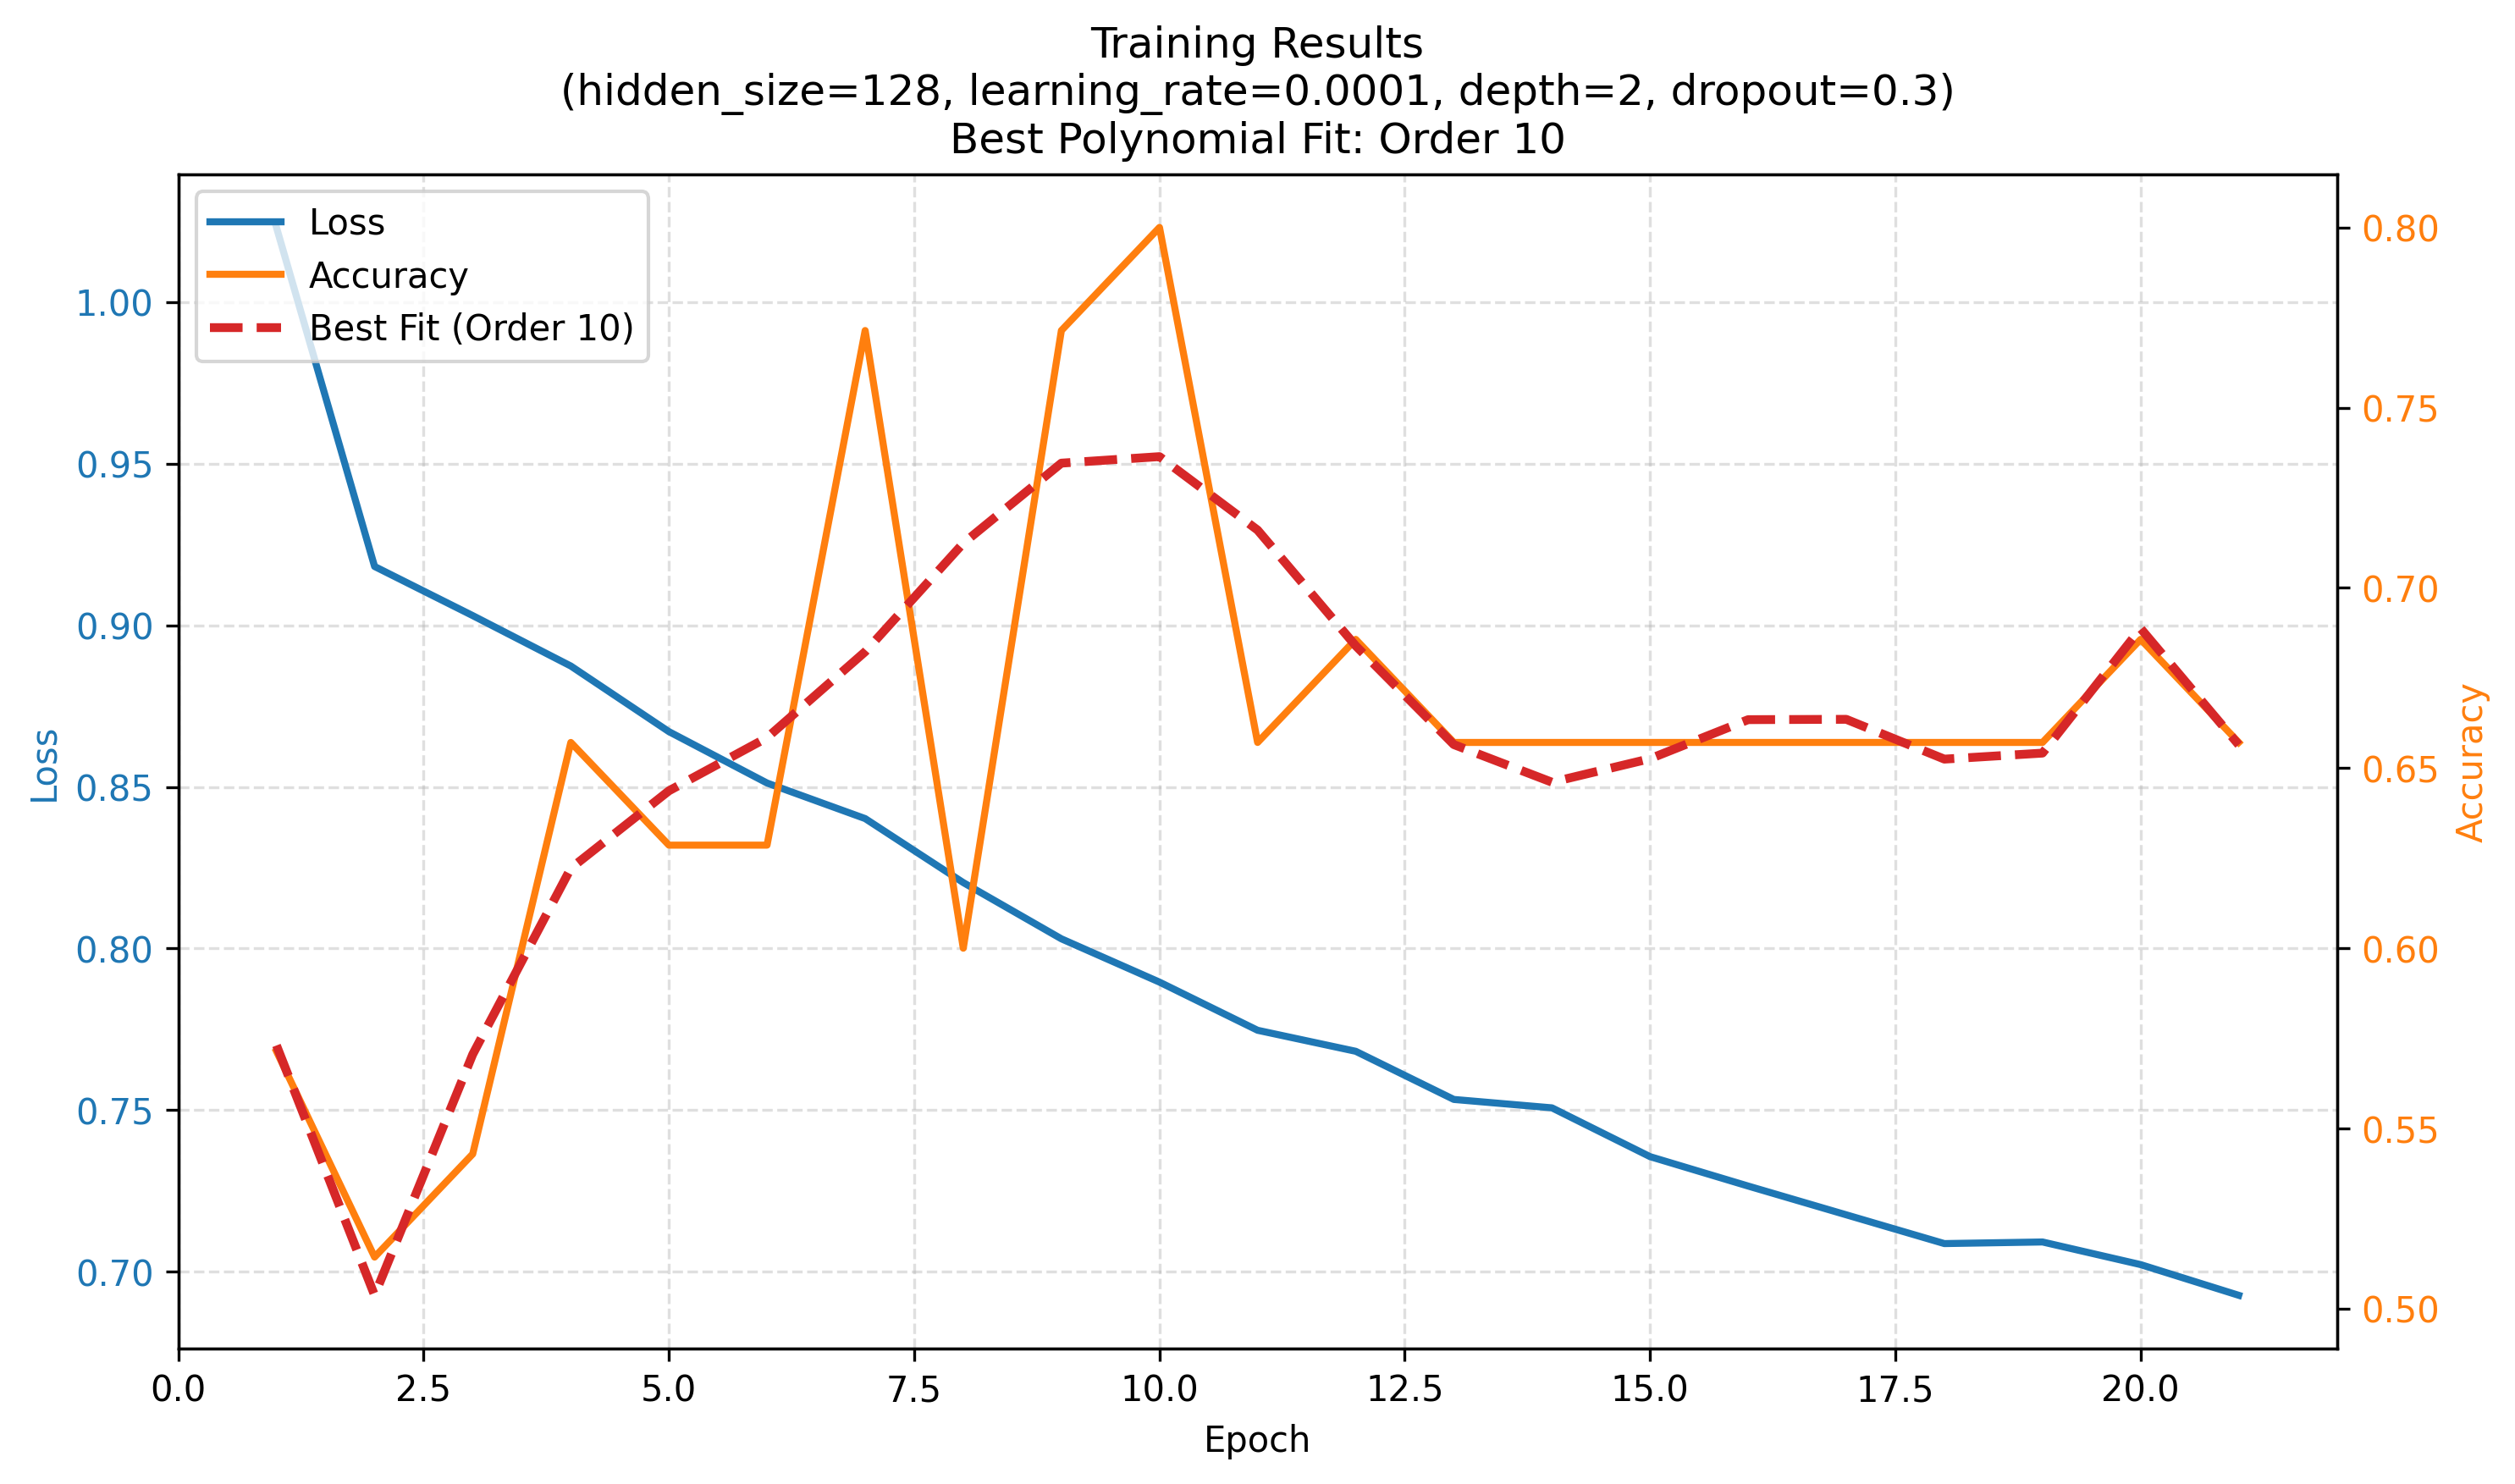 Training Results
(hidden_size=128, learning_rate=0.0001, depth=2, dropout=0.3)
Best Polynomial Fit: Order 10
Loss
Accuracy
Best Fit (Order 10)
Loss
1.00
0.95
0.90
0.85
0.80
0.75
0.70
0.80
0.75
0.70
0.65
0.60
0.55
0.50
Accuracy
0.0 2.5 5.0 7.5 10.0 12.5 15.0 17.5 20.0
Epoch